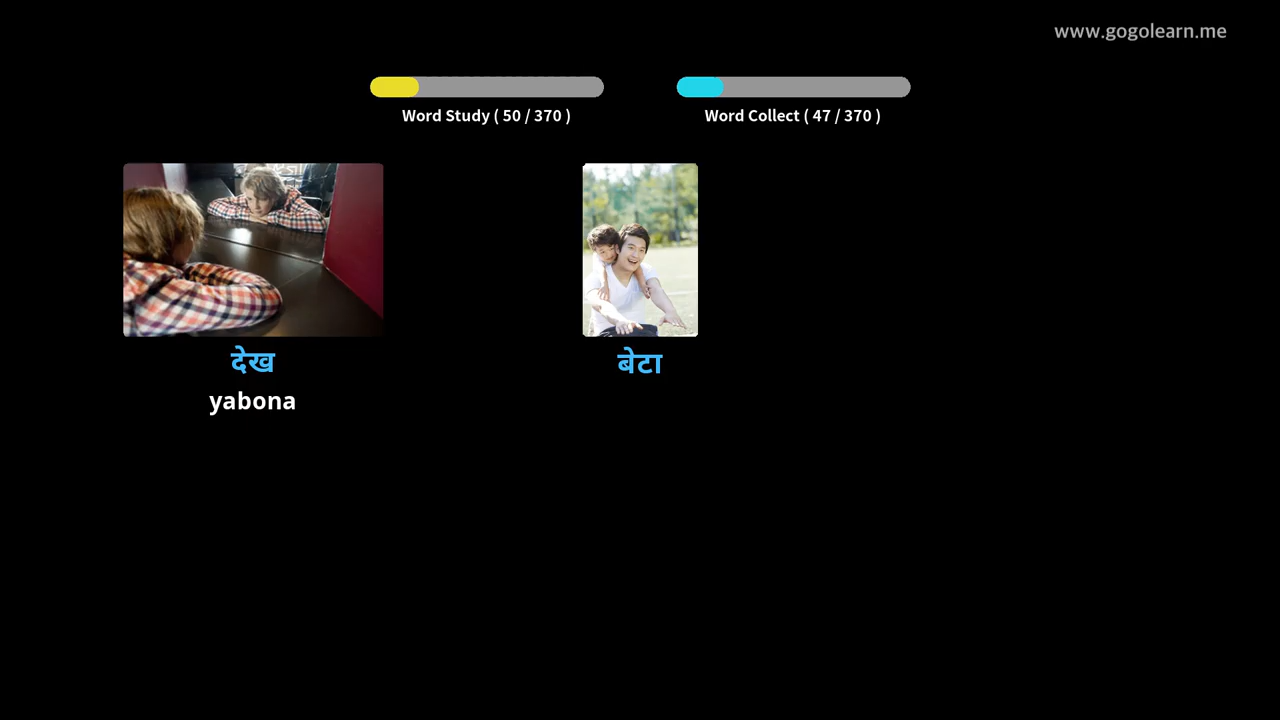 www.gogolearn.me
Word Study ( 50 / 370 )
Word Collect ( 47 / 370 )
देख
yabona
बेटा